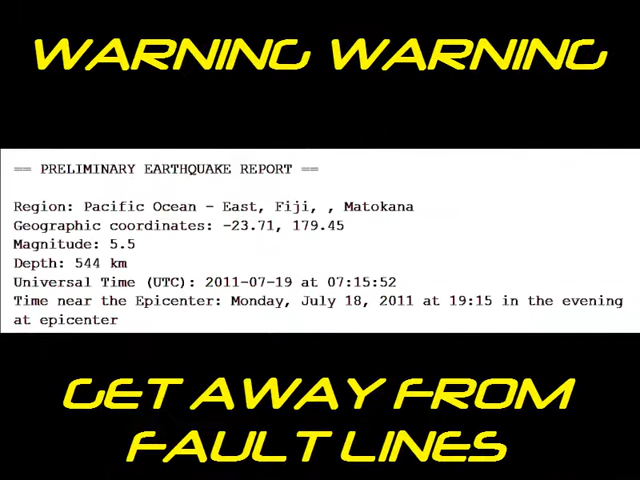 WARNING WARNING
== PRELIMINARY EARTHQUAKE REPORT ==
Region: Pacific Ocean - East, Fiji, , Matokana
Geographic coordinates: -23.71, 179.45
Magnitude: 5.5
Depth: 544 km
Universal Time (UTC): 2011-07-19 at 07:15:52
Time near the Epicenter: Monday, July 18, 2011 at 19:15 in the evening
at epicenter
GET AWAY FROM
FAULT LINES